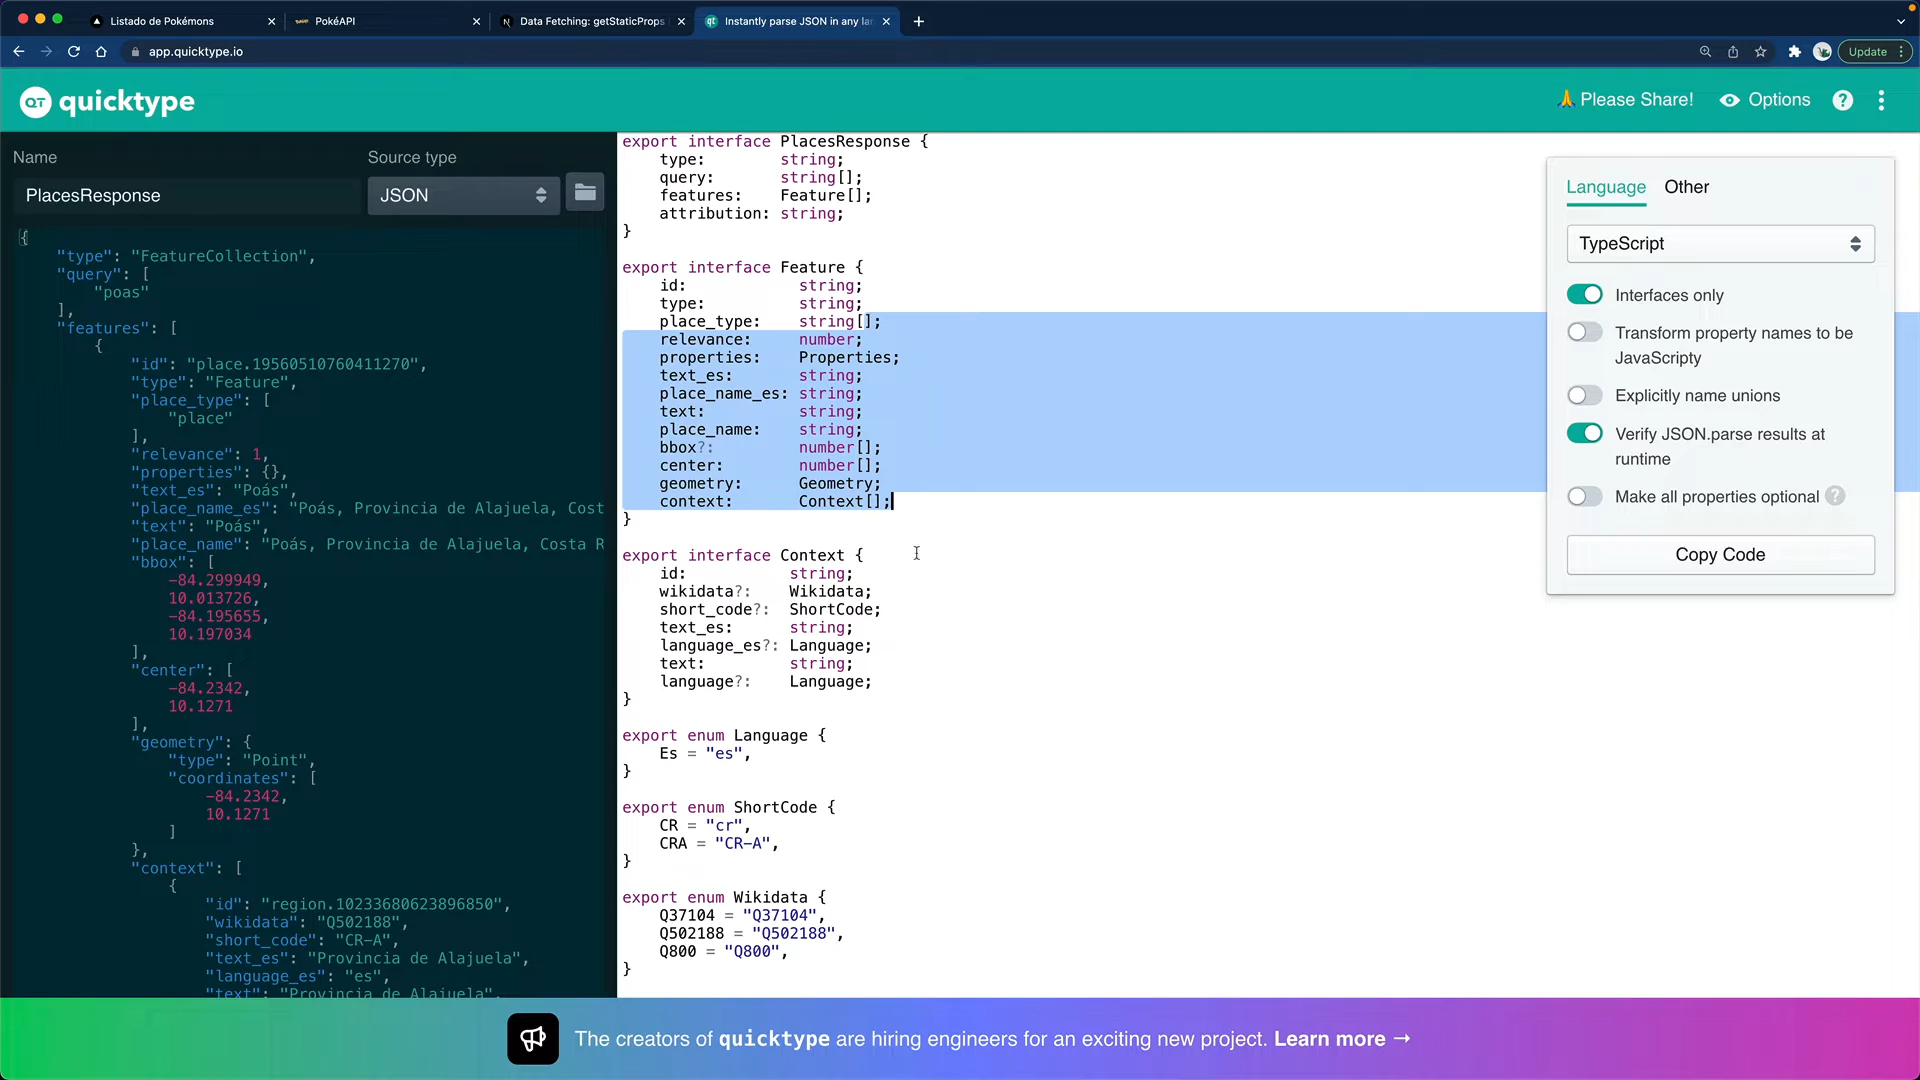 Listado de Pokémons
PokéAPI
Data Fetching: getStaticProps
Instantly parse JSON in any la
app.quicktype.io
Update
QT quicktype
🙏 Please Share!
Options
?
Name
Source type
PlacesResponse
JSON
{
"type": "FeatureCollection",
"query": [
"poas"
],
"features": [
{
"id": "place.19560510760411270",
"type": "Feature",
"place_type": [
"place"
],
"relevance": 1,
"properties": {},
"text_es": "Poás",
"place_name_es": "Poás, Provincia de Alajuela, Cost
"text": "Poás",
"place_name": "Poás, Provincia de Alajuela, Costa R
"bbox": [
-84.299949,
10.013726,
-84.195655,
10.197034
],
"center": [
-84.2342,
10.1271
],
"geometry": {
"type": "Point",
"coordinates": [
-84.2342,
10.1271
]
},
"context": [
{
"id": "region.10233680623896850",
"wikidata": "Q502188",
"short_code": "CR-A",
"text_es": "Provincia de Alajuela",
"language_es": "es",
"text": "Provincia de Alajuela",
export interface PlacesResponse {
type: string;
query: string[];
features: Feature[];
attribution: string;
}
export interface Feature {
id: string;
type: string;
place_type: string[];
relevance: number;
properties: Properties;
text_es: string;
place_name_es: string;
text: string;
place_name: string;
bbox?: number[];
center: number[];
geometry: Geometry;
context: Context[];
}
export interface Context {
id: string;
wikidata?: Wikidata;
short_code?: ShortCode;
text_es: string;
language_es?: Language;
text: string;
language?: Language;
}
export enum Language {
Es = "es",
}
export enum ShortCode {
CR = "cr",
CRA = "CR-A",
}
export enum Wikidata {
Q37104 = "Q37104",
Q502188 = "Q502188",
Q800 = "Q800",
}
Language
Other
TypeScript
Interfaces only
Transform property names to be
JavaScripty
Explicitly name unions
Verify JSON.parse results at
runtime
Make all properties optional ?
Copy Code
The creators of quicktype are hiring engineers for an exciting new project. Learn more →